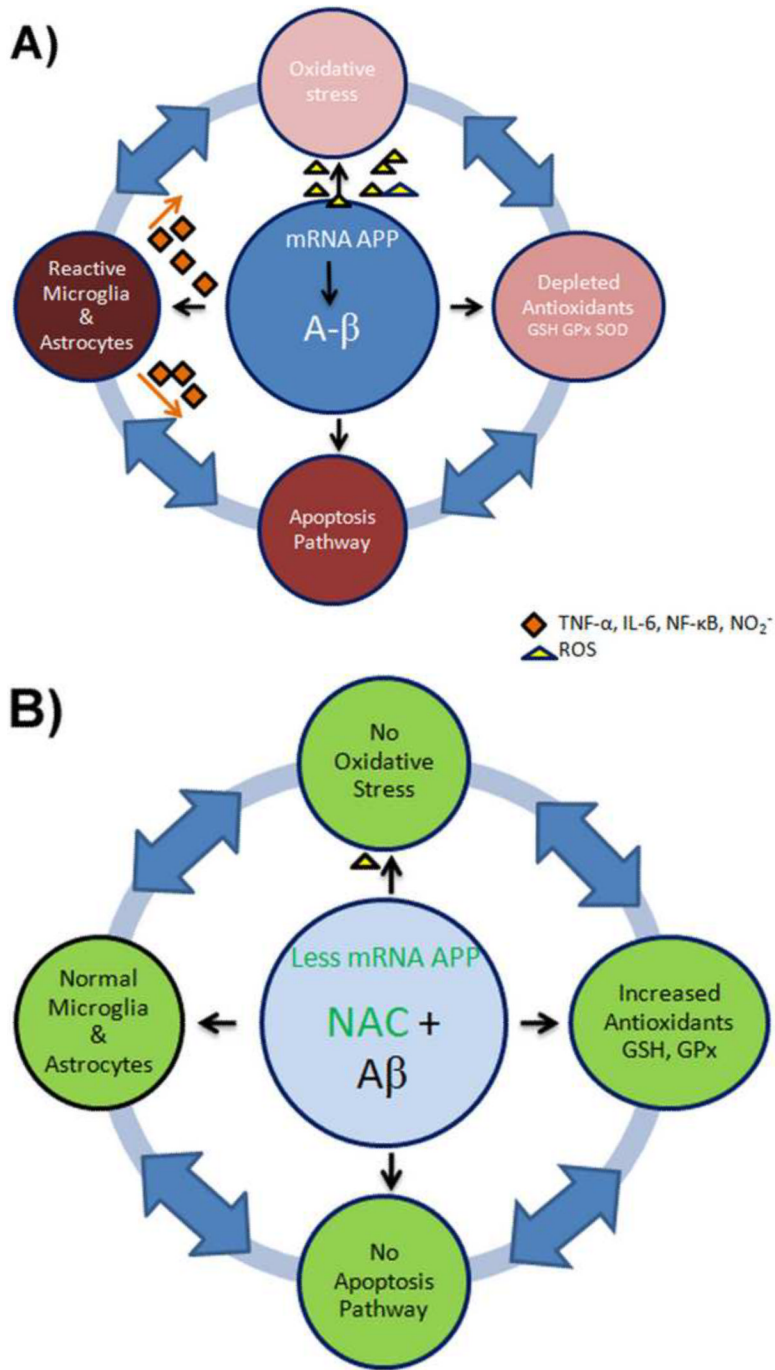 A)
Oxidative
stress
mRNA APP
A-β
Reactive
Microglia
&
Astrocytes
Depleted
Antioxidants
GSH GPx SOD
Apoptosis
Pathway
TNF-α, IL-6, NF-κB, NO₂⁻
ROS
B)
No
Oxidative
Stress
Less mRNA APP
NAC +
Aβ
Normal
Microglia
&
Astrocytes
Increased
Antioxidants
GSH, GPx
No
Apoptosis
Pathway